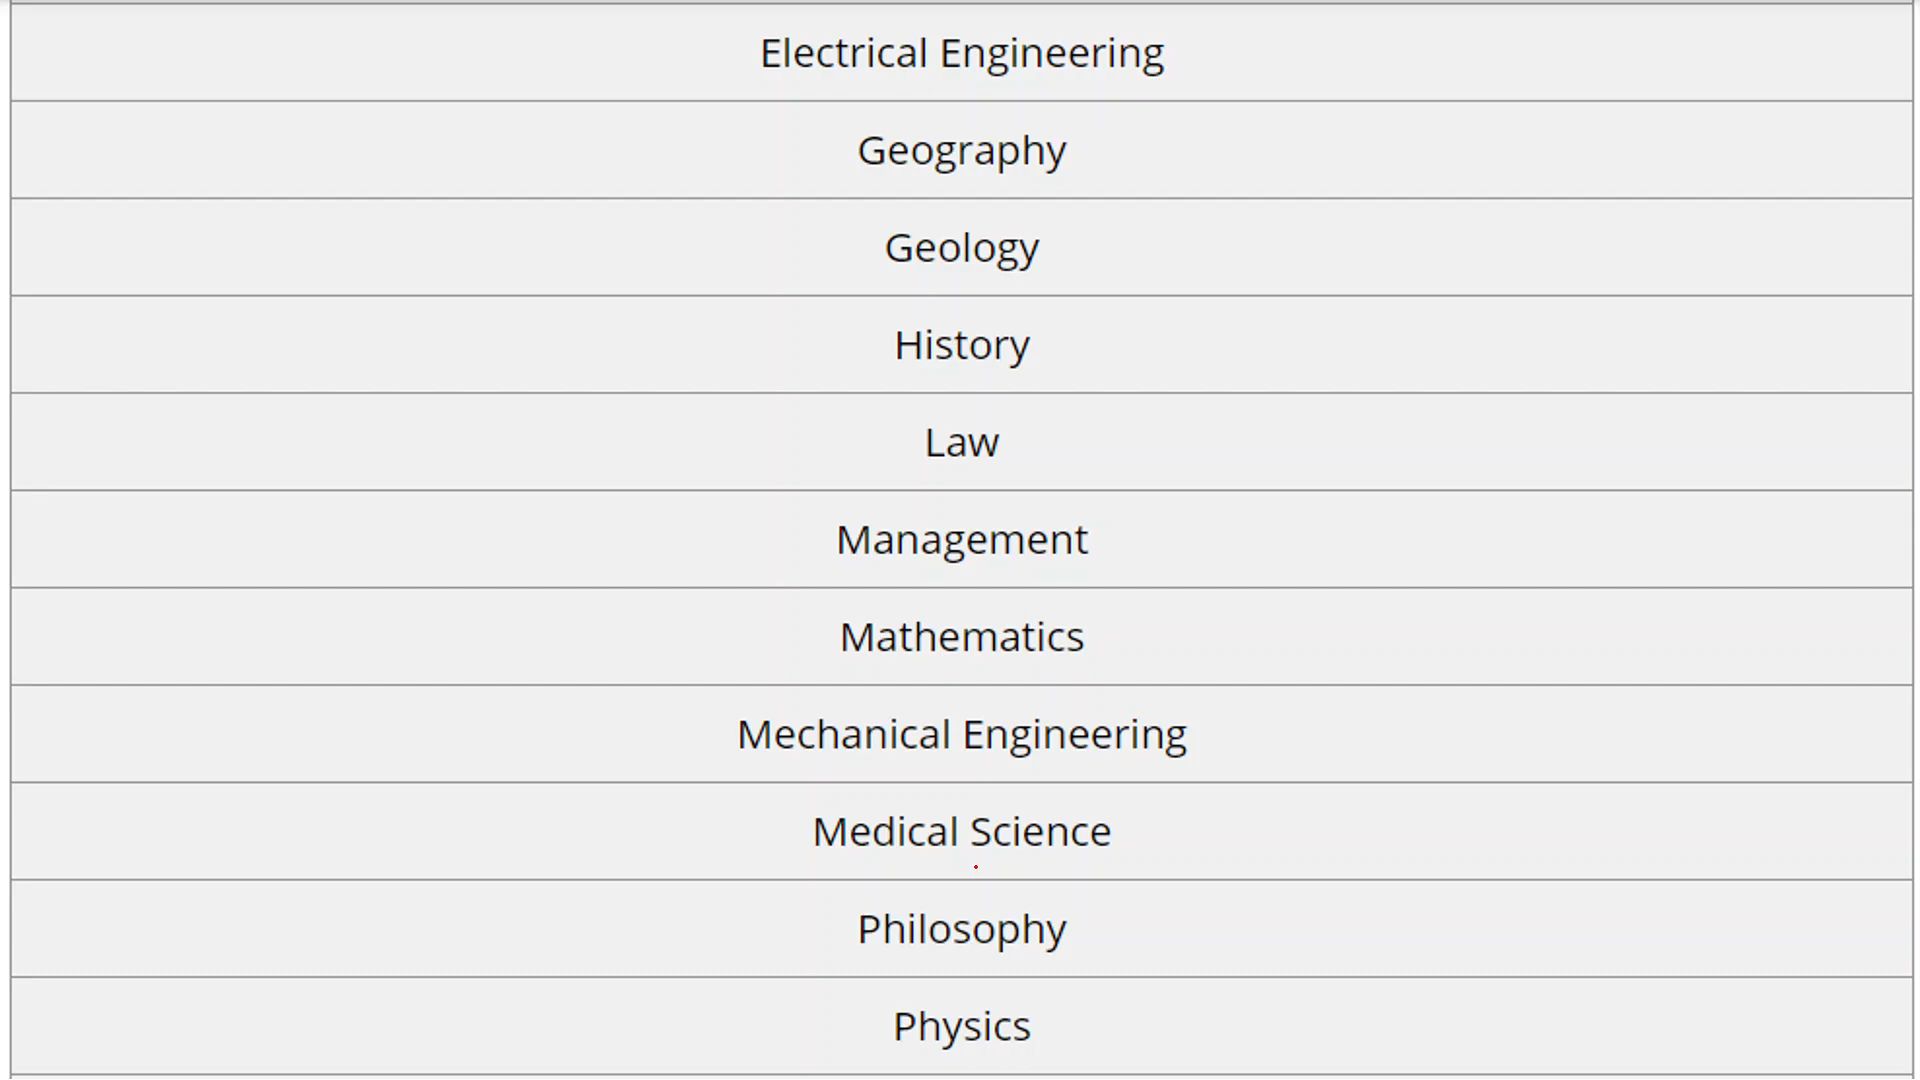 Electrical Engineering
Geography
Geology
History
Law
Management
Mathematics
Mechanical Engineering
Medical Science
Philosophy
Physics